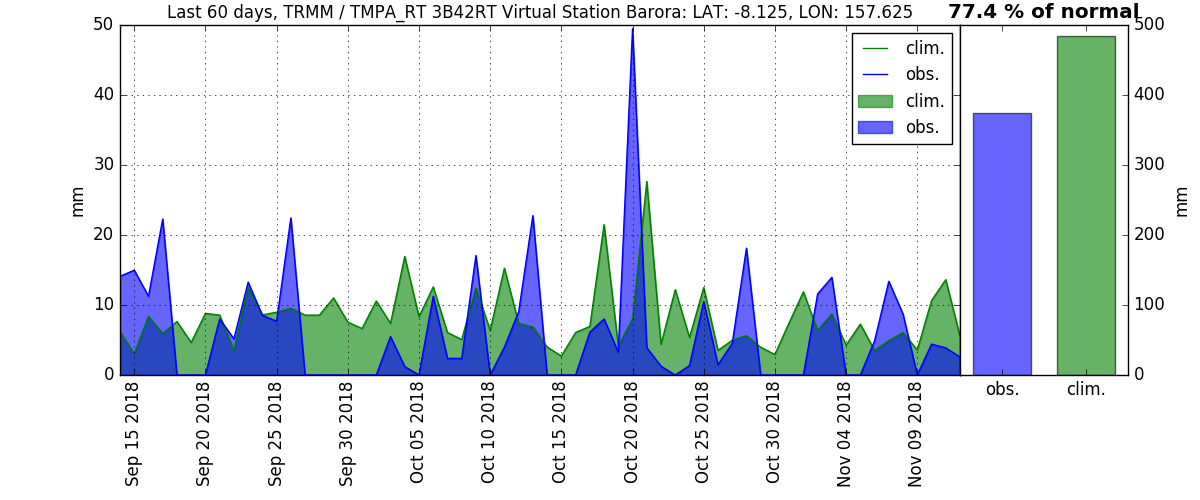 Last 60 days, TRMM / TMPA_RT 3B42RT Virtual Station Barora: LAT: -8.125, LON: 157.625
77.4 % of normal
50
40
30
20
10
0
mm
clim.
obs.
clim.
obs.
500
400
300
200
100
0
mm
obs.
clim.
Sep 15 2018
Sep 20 2018
Sep 25 2018
Sep 30 2018
Oct 05 2018
Oct 10 2018
Oct 15 2018
Oct 20 2018
Oct 25 2018
Oct 30 2018
Nov 04 2018
Nov 09 2018